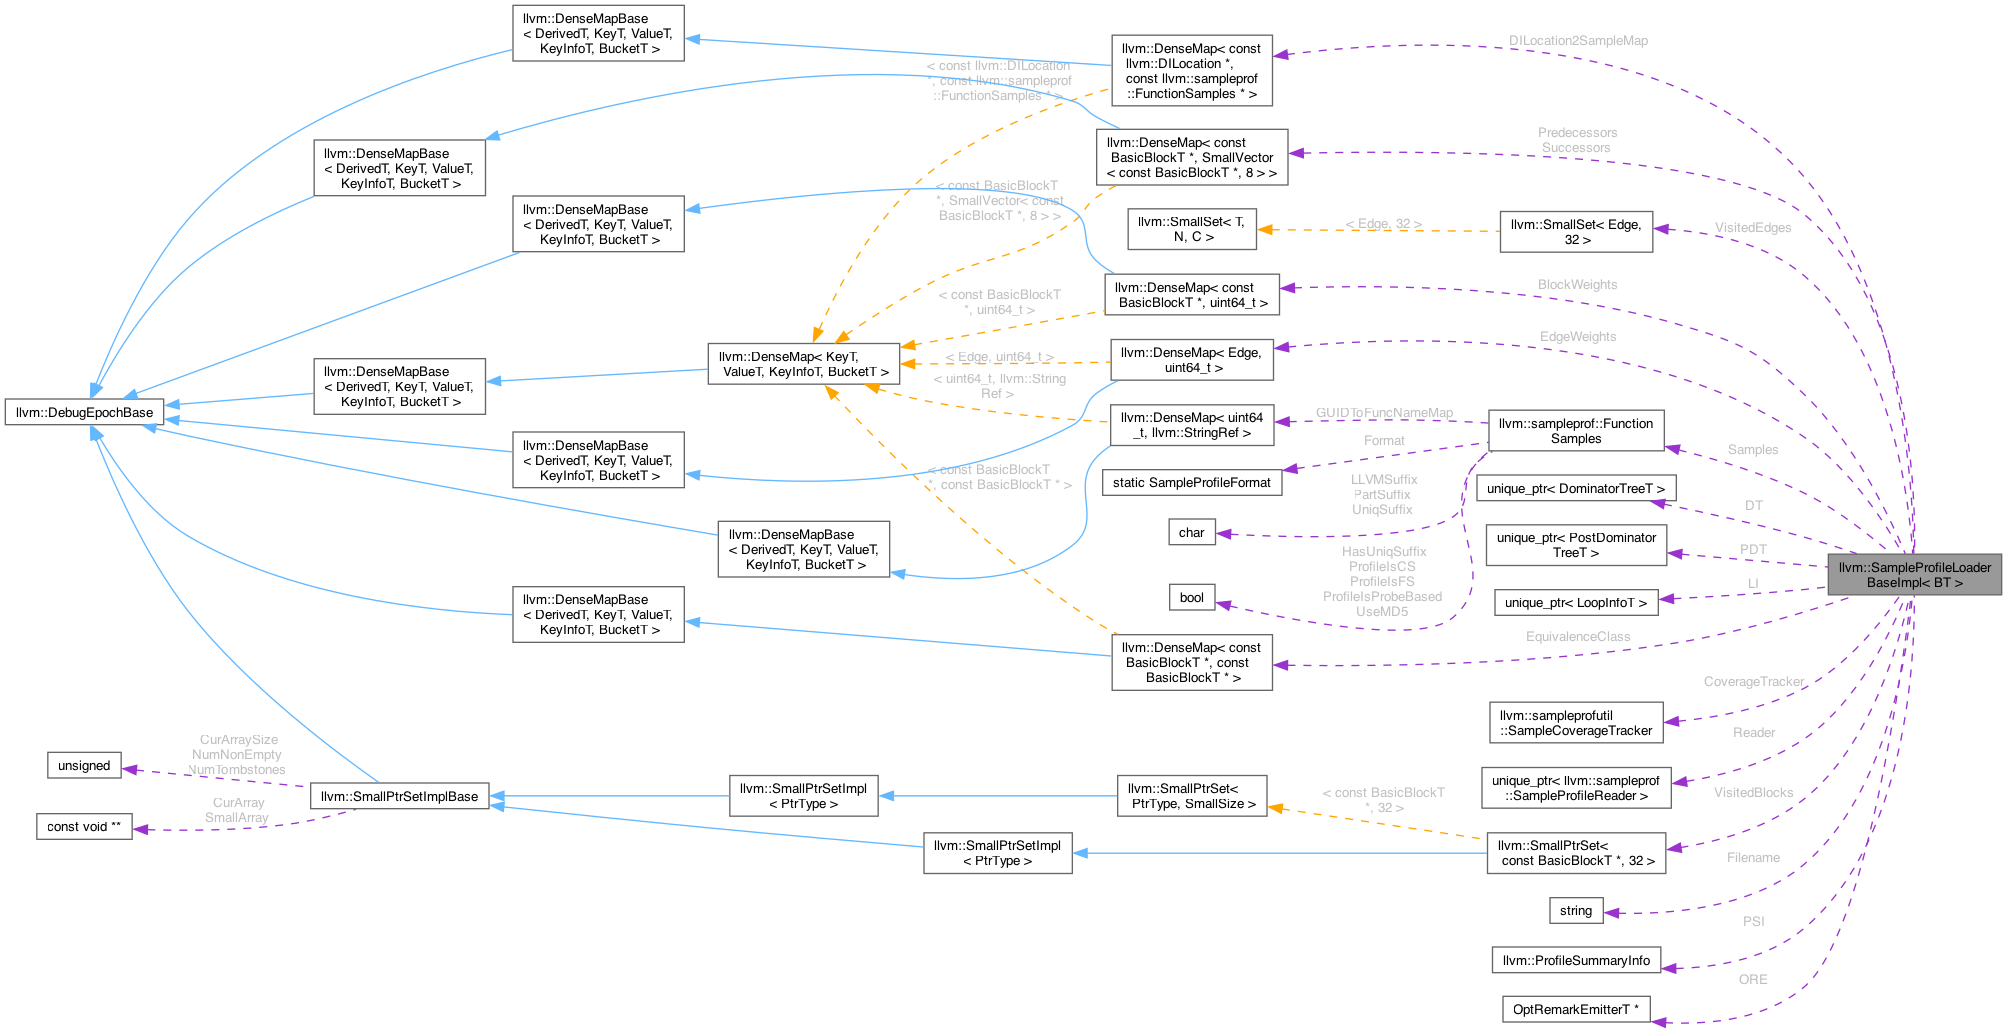 llvm::DebugEpochBase
llvm::DenseMapBase
< DerivedT, KeyT, ValueT,
KeyInfoT, BucketT >
llvm::DenseMapBase
< DerivedT, KeyT, ValueT,
KeyInfoT, BucketT >
llvm::DenseMapBase
< DerivedT, KeyT, ValueT,
KeyInfoT, BucketT >
llvm::DenseMapBase
< DerivedT, KeyT, ValueT,
KeyInfoT, BucketT >
llvm::DenseMapBase
< DerivedT, KeyT, ValueT,
KeyInfoT, BucketT >
llvm::DenseMapBase
< DerivedT, KeyT, ValueT,
KeyInfoT, BucketT >
llvm::DenseMapBase
< DerivedT, KeyT, ValueT,
KeyInfoT, BucketT >
unsigned
const void **
CurArraySize
NumNonEmpty
NumTombstones
CurArray
SmallArray
llvm::SmallPtrSetImplBase
llvm::SmallPtrSetImpl
< PtrType >
llvm::SmallPtrSetImpl
< PtrType >
llvm::DenseMap< KeyT,
ValueT, KeyInfoT, BucketT >
< const llvm::DILocation
*, const llvm::sampleprof
::FunctionSamples * >
< const BasicBlockT
*, SmallVector< const
BasicBlockT *, 8 > >
< const BasicBlockT
*, uint64_t >
< Edge, uint64_t >
< uint64_t, llvm::String
Ref >
< const BasicBlockT
*, const BasicBlockT * >
llvm::DenseMap< const
llvm::DILocation *,
const llvm::sampleprof
::FunctionSamples * >
llvm::DenseMap< const
BasicBlockT *, SmallVector
< const BasicBlockT *, 8 > >
llvm::SmallSet< T,
N, C >
llvm::DenseMap< const
BasicBlockT *, uint64_t >
llvm::DenseMap< Edge,
uint64_t >
llvm::DenseMap< uint64
_t, llvm::StringRef >
static SampleProfileFormat
char
bool
llvm::DenseMap< const
BasicBlockT *, const
BasicBlockT * >
llvm::SmallPtrSet<
PtrType, SmallSize >
< Edge, 32 >
GUIDToFuncNameMap
Format
LLVMSuffix
PartSuffix
UniqSuffix
HasUniqSuffix
ProfileIsCS
ProfileIsFS
ProfileIsProbeBased
UseMD5
< const BasicBlockT
*, 32 >
llvm::SmallSet< Edge,
32 >
llvm::sampleprof::Function
Samples
unique_ptr< DominatorTreeT >
unique_ptr< PostDominator
TreeT >
unique_ptr< LoopInfoT >
llvm::sampleprofutil
::SampleCoverageTracker
unique_ptr< llvm::sampleprof
::SampleProfileReader >
llvm::SmallPtrSet<
const BasicBlockT *, 32 >
string
llvm::ProfileSummaryInfo
OptRemarkEmitterT *
DILocation2SampleMap
Predecessors
Successors
VisitedEdges
BlockWeights
EdgeWeights
Samples
DT
PDT
LI
EquivalenceClass
CoverageTracker
Reader
VisitedBlocks
Filename
PSI
ORE
llvm::SampleProfileLoader
BaseImpl< BT >